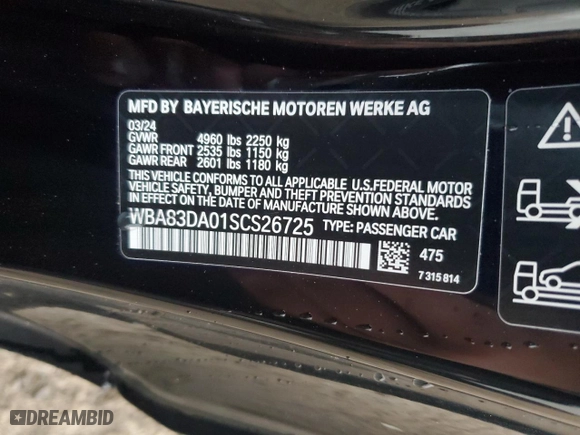 MFD BY BAYERISCHE MOTOREN WERKE AG
03/24
GVWR 4960 lbs 2250 kg
GAWR FRONT 2535 lbs 1150 kg
GAWR REAR 2601 lbs 1180 kg
THIS VEHICLE CONFORMS TO ALL APPLICABLE U.S.FEDERAL MOTOR
VEHICLE SAFETY, BUMPER AND THEFT PREVENTION STANDARDS
IN EFFECT ON THE DATE OF MANUFACTURE SHOWN ABOVE.
WBA83DA01SCS26725 TYPE: PASSENGER CAR
475
7 315 814
DREAMBID